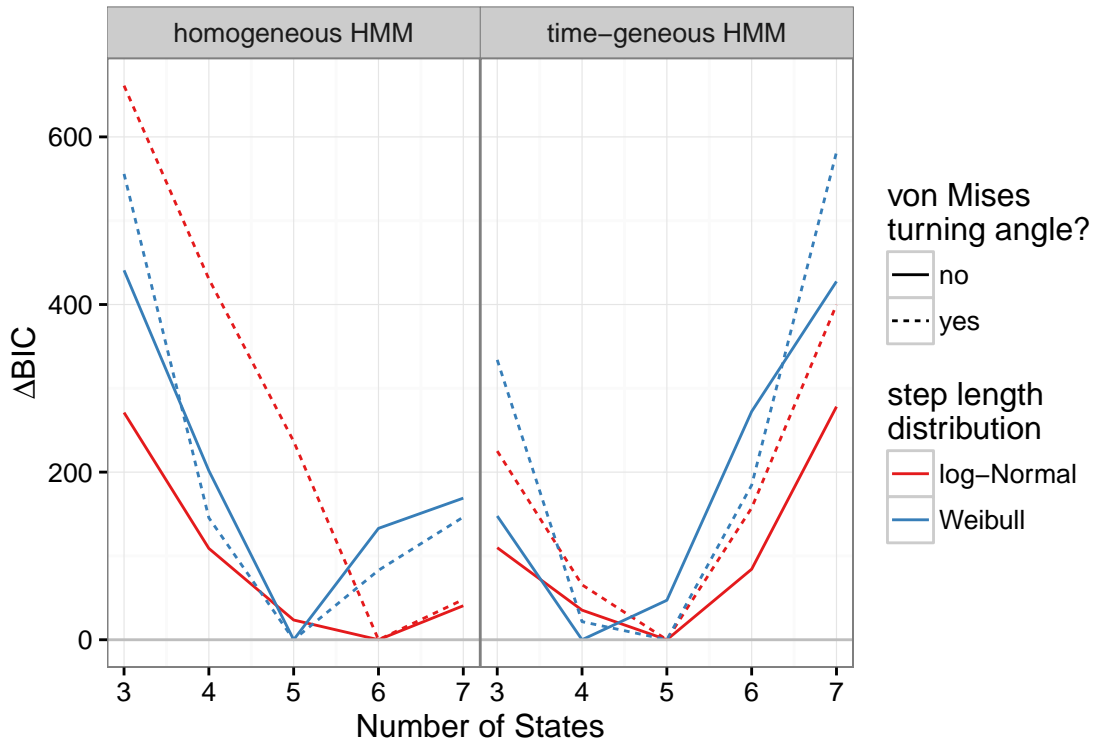 homogeneous HMM
time−geneous HMM
ΔBIC
600
400
200
0
3 4 5 6 7
3 4 5 6 7
Number of States
von Mises
turning angle?
no
yes
step length
distribution
log−Normal
Weibull